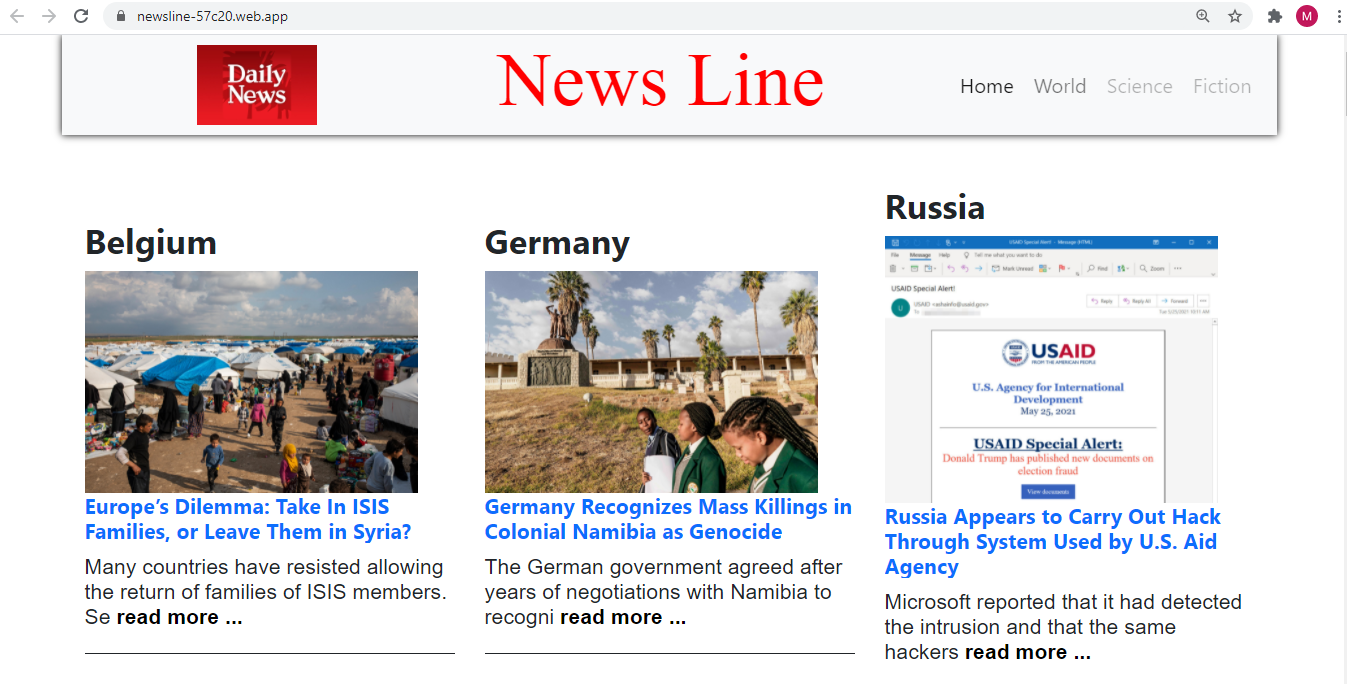 newsline-57c20.web.app
M
Daily
News
News Line
Home World Science Fiction
Belgium
Europe’s Dilemma: Take In ISIS
Families, or Leave Them in Syria?
Many countries have resisted allowing
the return of families of ISIS members.
Se read more ...
Germany
Germany Recognizes Mass Killings in
Colonial Namibia as Genocide
The German government agreed after
years of negotiations with Namibia to
recogni read more ...
Russia
USAID Special Alert - Message (HTML)
File Message Help Tell me what you want to do
Mark Unread Find Zoom
USAID Special Alert!
U
USAID <ashainfo@usaid.gov>
To
Reply Reply All Forward
Tue 5/25/2021 10:11 AM
USAID
FROM THE AMERICAN PEOPLE
U.S. Agency for International
Development
May 25, 2021
USAID Special Alert:
Donald Trump has published new documents on
election fraud
View documents
Russia Appears to Carry Out Hack
Through System Used by U.S. Aid
Agency
Microsoft reported that it had detected
the intrusion and that the same
hackers read more ...